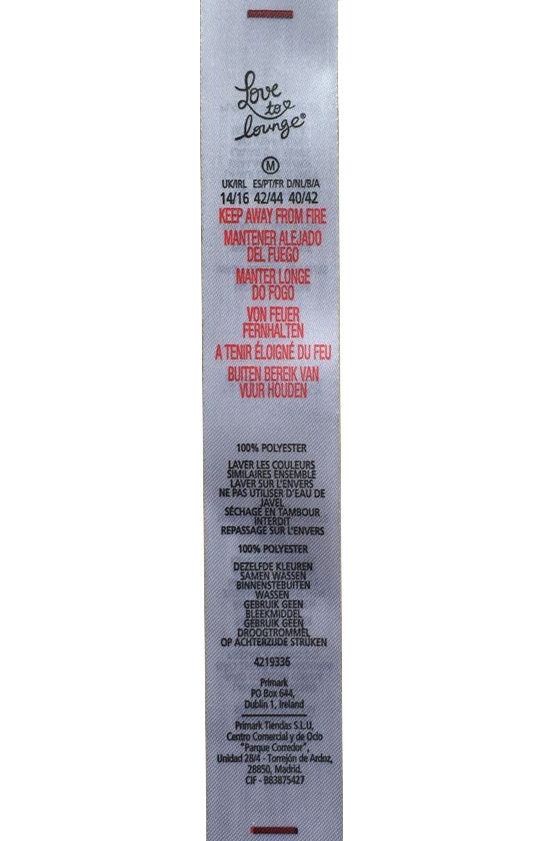 Love
to
lounge®
M
UK/IRL ES/PT/FR D/NL/B/A
14/16 42/44 40/42
KEEP AWAY FROM FIRE
MANTENER ALEJADO
DEL FUEGO
MANTER LONGE
DO FOGO
VON FEUER
FERNHALTEN
A TENIR ÉLOIGNÉ DU FEU
BUITEN BEREIK VAN
VUUR HOUDEN
100% POLYESTER
LAVER LES COULEURS
SIMILAIRES ENSEMBLE
LAVER SUR L'ENVERS
NE PAS UTILISER D'EAU DE
JAVEL
SÉCHAGE EN TAMBOUR
INTERDIT
REPASSAGE SUR L'ENVERS
100% POLYESTER
DEZELFDE KLEUREN
SAMEN WASSEN
BINNENSTEBUITEN
WASSEN
GEBRUIK GEEN
BLEEKMIDDEL
GEBRUIK GEEN
DROOGTROMMEL
OP ACHTERZIJDE STRIJKEN
4219336
Primark
PO Box 644,
Dublin 1, Ireland
Primark Tiendas S.L.U,
Centro Comercial y de Ocio
"Parque Corredor",
Unidad 28/4 - Torrejón de Ardoz,
28850, Madrid.
CIF - B83875427